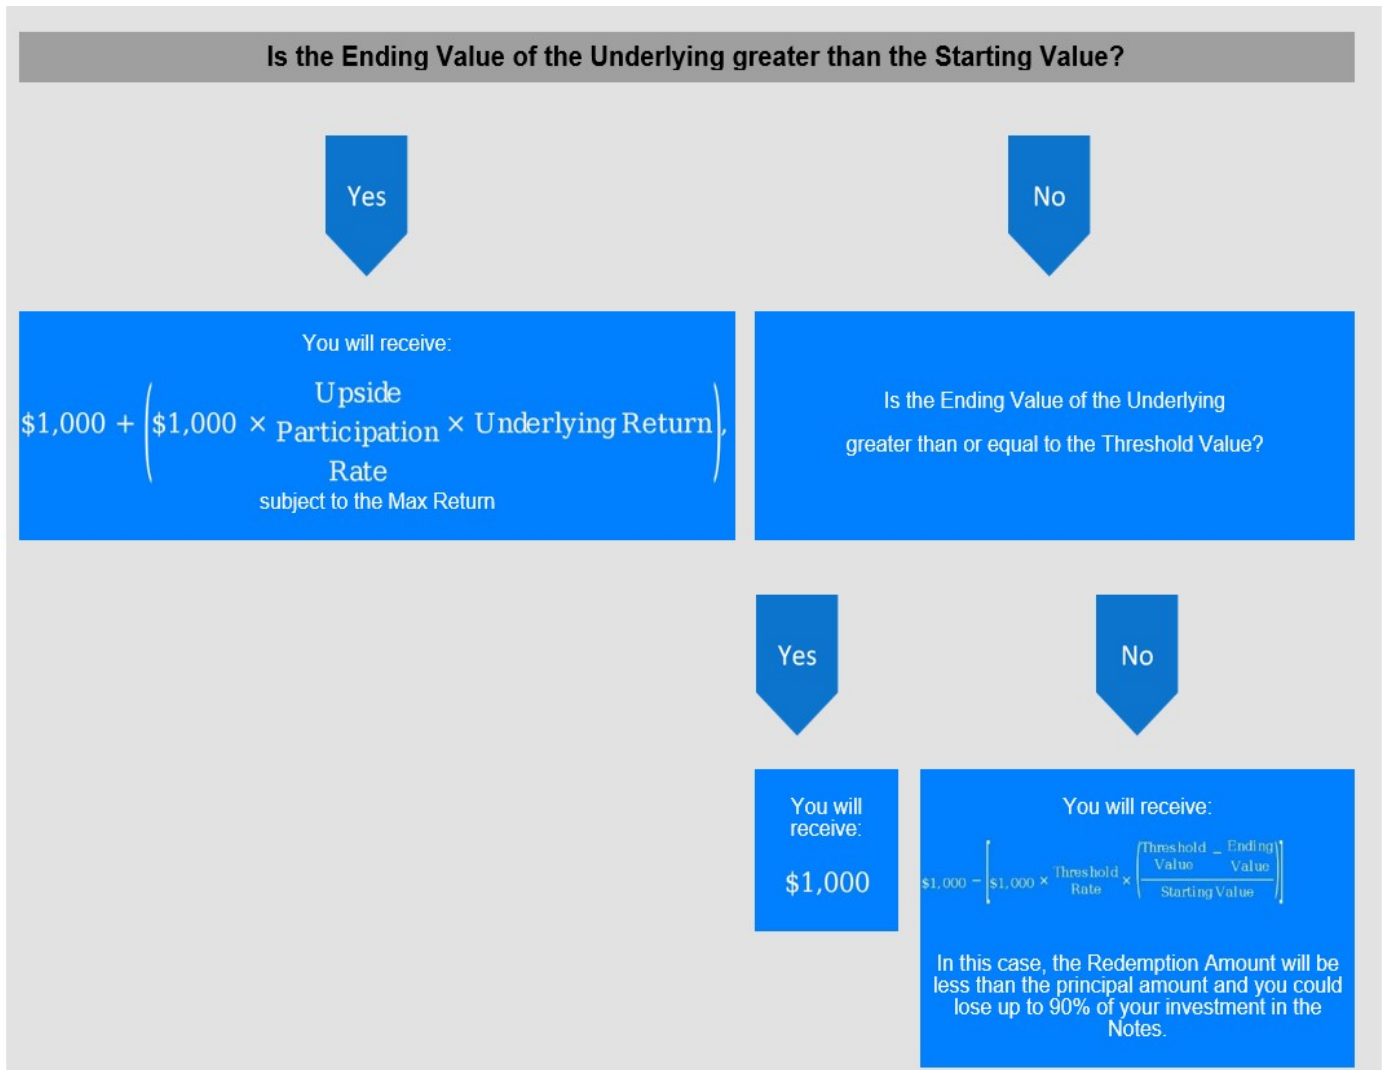 Is the Ending Value of the Underlying greater than the Starting Value?
Yes
No
You will receive:
$1,000 + ($1,000 × Upside Participation Rate × Underlying Return),
subject to the Max Return
Is the Ending Value of the Underlying
greater than or equal to the Threshold Value?
Yes
No
You will
receive:
$1,000
You will receive:
$1,000 − [$1,000 × Threshold Rate × (Threshold Value − Ending Value / Starting Value)]
In this case, the Redemption Amount will be
less than the principal amount and you could
lose up to 90% of your investment in the
Notes.